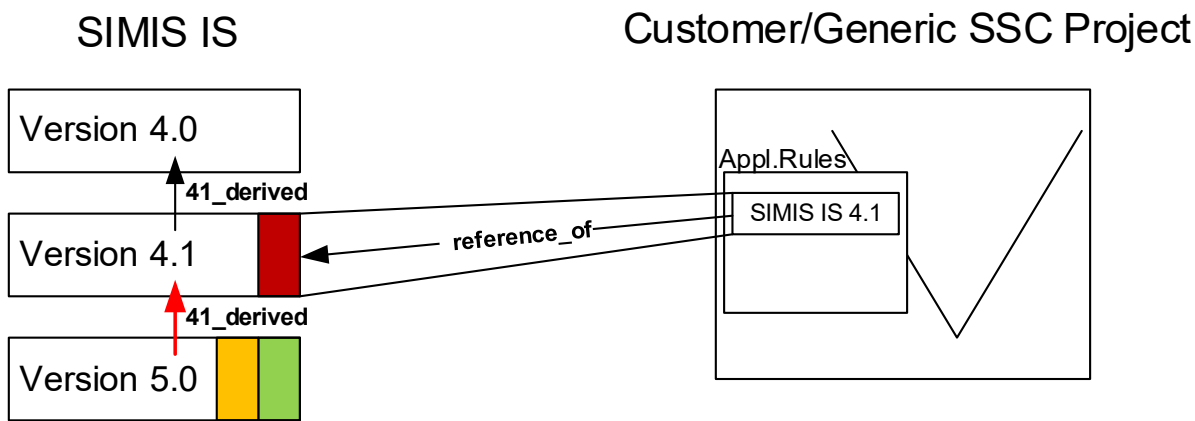 SIMIS IS
Customer/Generic SSC Project
Version 4.0
41_derived
Version 4.1
41_derived
Version 5.0
reference_of
Appl.Rules
SIMIS IS 4.1